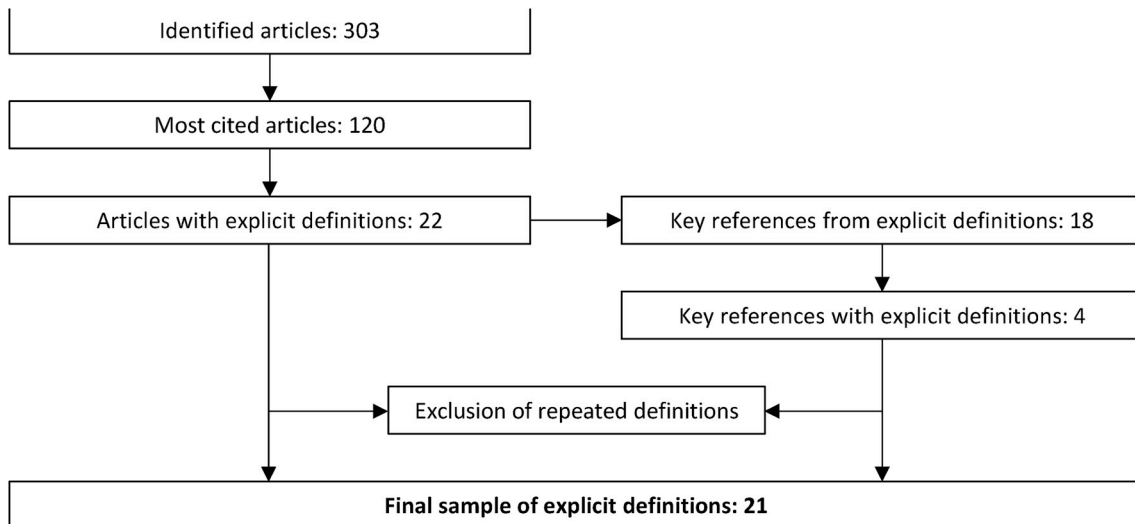 Identified articles: 303
Most cited articles: 120
Articles with explicit definitions: 22
Key references from explicit definitions: 18
Key references with explicit definitions: 4
Exclusion of repeated definitions
Final sample of explicit definitions: 21